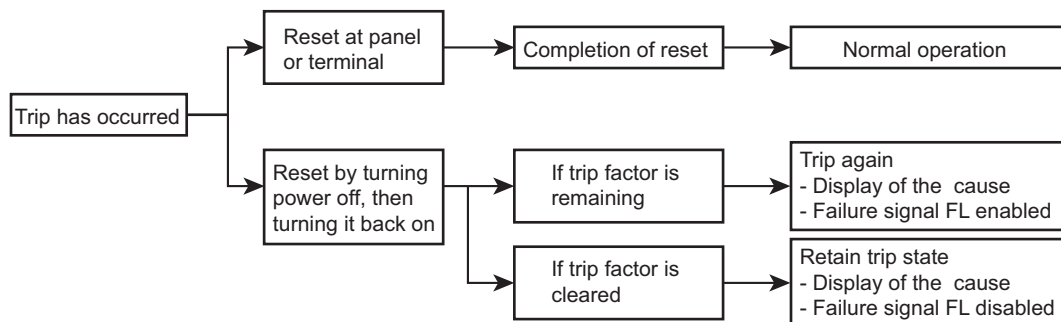 Trip has occurred
Reset at panel
or terminal
Completion of reset
Normal operation
Reset by turning
power off, then
turning it back on
If trip factor is
remaining
Trip again
- Display of the cause
- Failure signal FL enabled
If trip factor is
cleared
Retain trip state
- Display of the cause
- Failure signal FL disabled